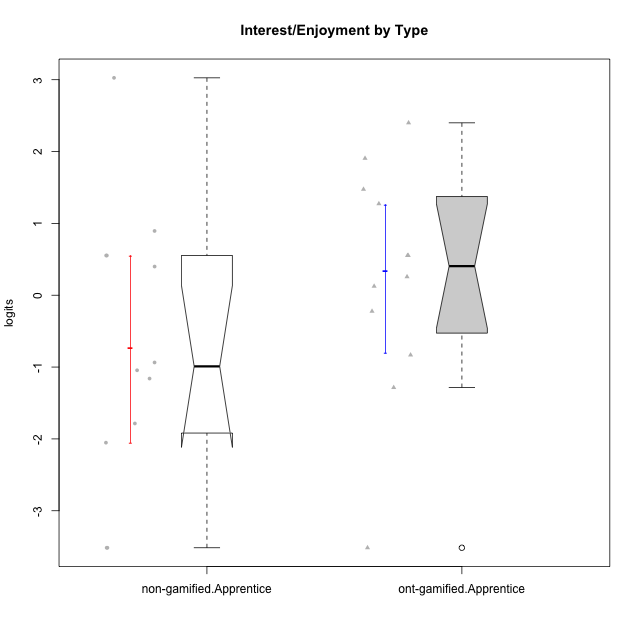 Interest/Enjoyment by Type
3
2
1
0
-1
-2
-3
logits
non-gamified.Apprentice
ont-gamified.Apprentice